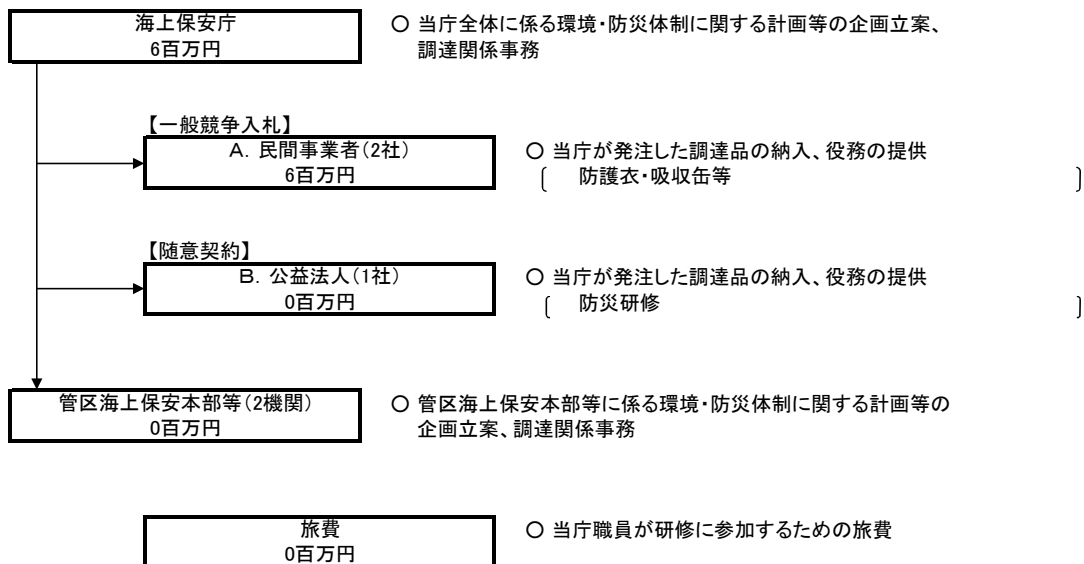 海上保安庁
6百万円
○ 当庁全体に係る環境・防災体制に関する計画等の企画立案、
調達関係事務
【一般競争入札】
A. 民間事業者(2社)
6百万円
○ 当庁が発注した調達品の納入、役務の提供
〔 防護衣・吸収缶等 〕
【随意契約】
B. 公益法人(1社)
0百万円
○ 当庁が発注した調達品の納入、役務の提供
〔 防災研修 〕
管区海上保安本部等(2機関)
0百万円
○ 管区海上保安本部等に係る環境・防災体制に関する計画等の
企画立案、調達関係事務
旅費
0百万円
○ 当庁職員が研修に参加するための旅費